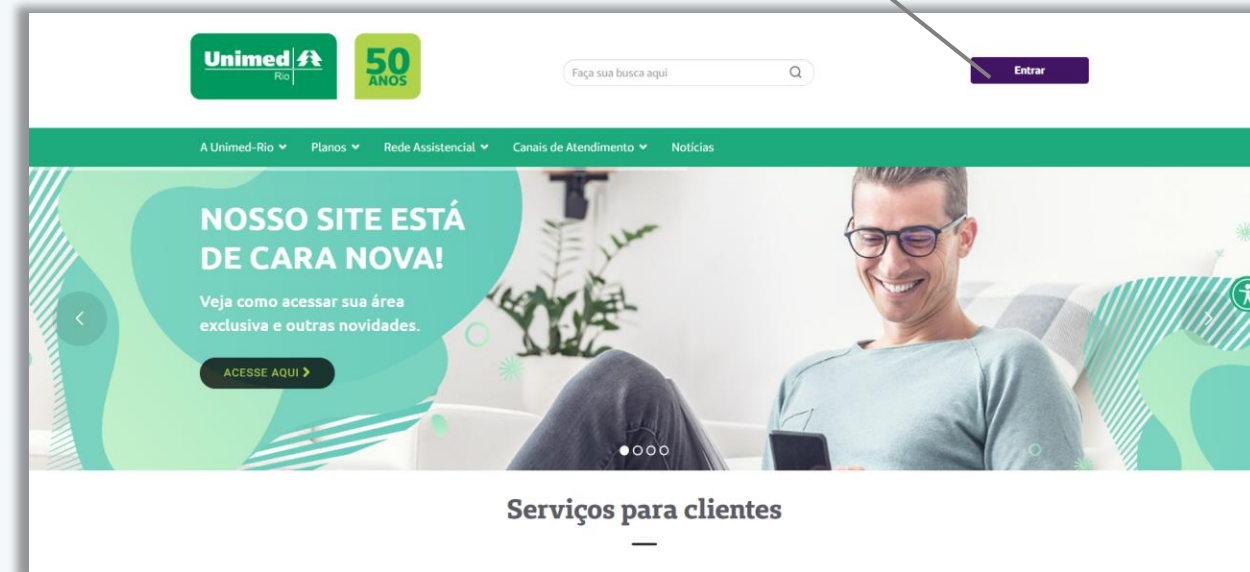 Unimed
Rio
50
ANOS
Faça sua busca aqui
Entrar
A Unimed-Rio
Planos
Rede Assistencial
Canais de Atendimento
Notícias
NOSSO SITE ESTÁ
DE CARA NOVA!
Veja como acessar sua área
exclusiva e outras novidades.
ACESSE AQUI
Serviços para clientes